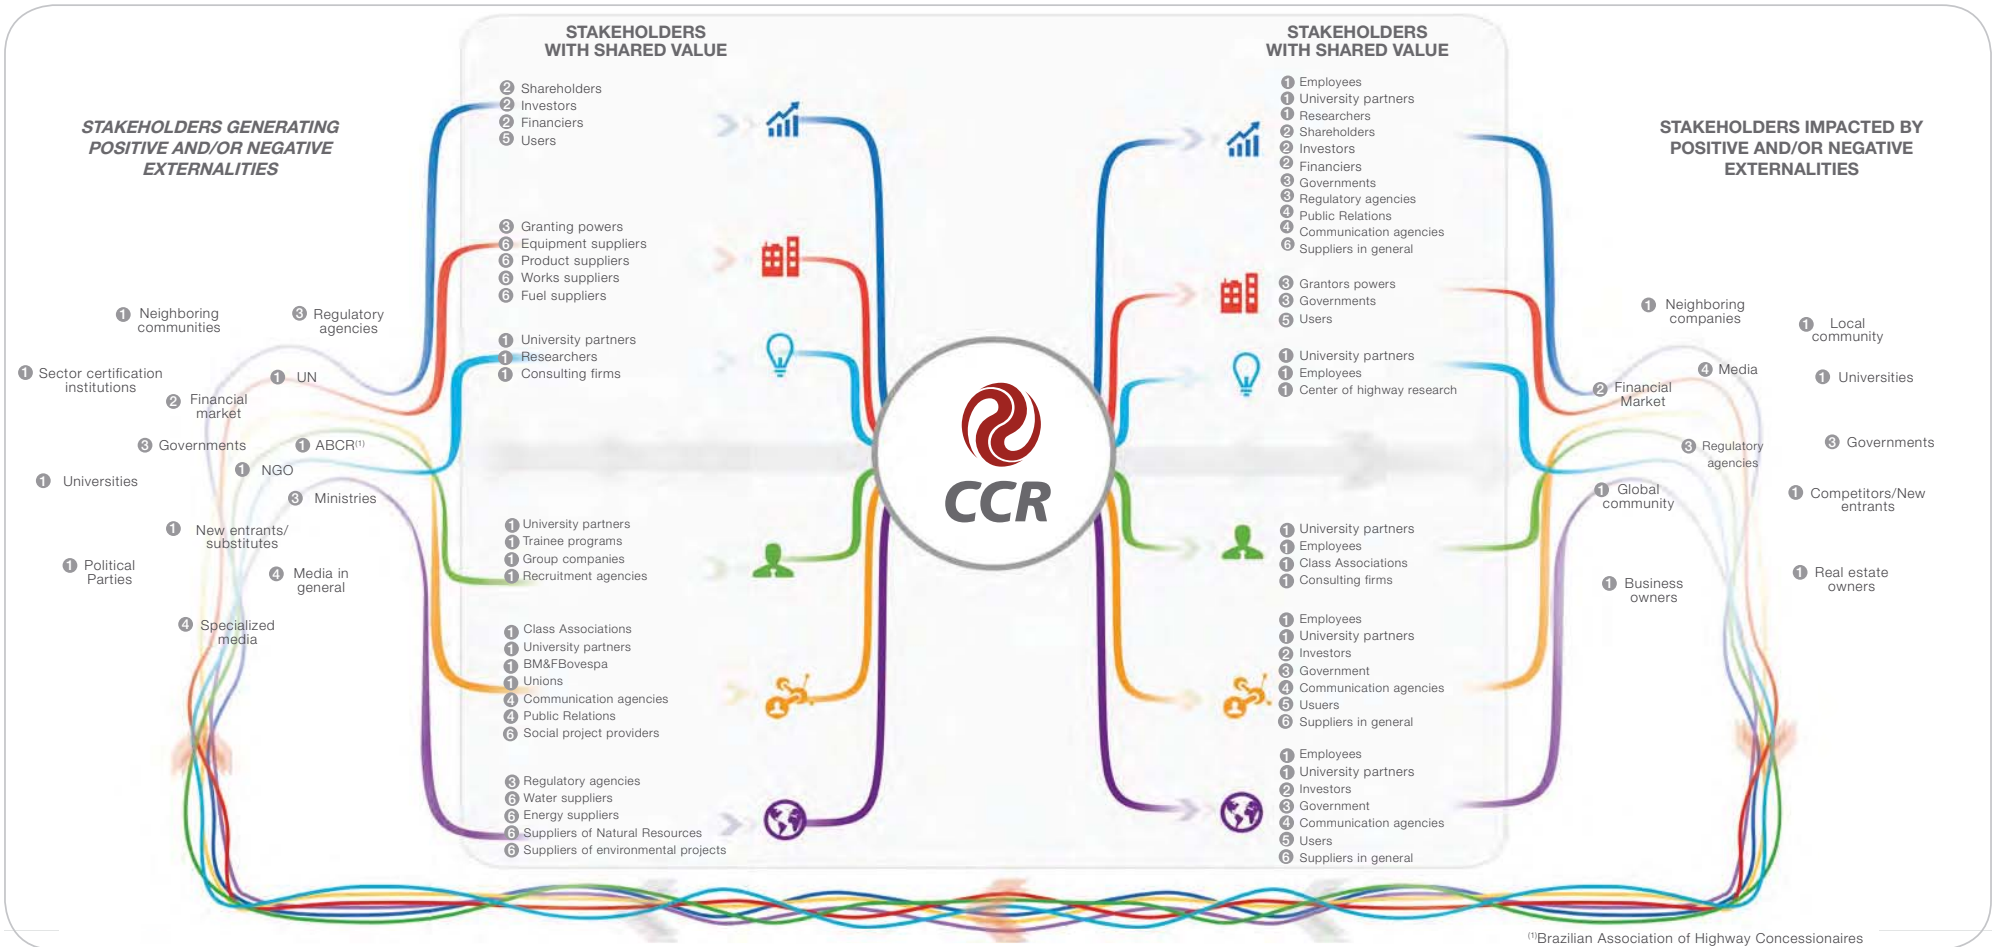 STAKEHOLDERS GENERATING
POSITIVE AND/OR NEGATIVE
EXTERNALITIES
1 Neighboring
communities
3 Regulatory
agencies
1 Sector certification
institutions
1 UN
2 Financial
market
3 Governments
1 ABCR(1)
1 NGO
1 Universities
3 Ministries
1 New entrants/
substitutes
1 Political
Parties
4 Media in
general
4 Specialized
media
STAKEHOLDERS
WITH SHARED VALUE
2 Shareholders
2 Investors
2 Financiers
5 Users
3 Granting powers
6 Equipment suppliers
6 Product suppliers
6 Works suppliers
6 Fuel suppliers
1 University partners
1 Researchers
1 Consulting firms
1 University partners
1 Trainee programs
1 Group companies
1 Recruitment agencies
1 Class Associations
1 University partners
1 BM&FBovespa
1 Unions
4 Communication agencies
4 Public Relations
6 Social project providers
3 Regulatory agencies
6 Water suppliers
6 Energy suppliers
6 Suppliers of Natural Resources
6 Suppliers of environmental projects
CCR
STAKEHOLDERS
WITH SHARED VALUE
1 Employees
1 University partners
1 Researchers
2 Shareholders
2 Investors
2 Financiers
3 Governments
3 Regulatory agencies
4 Public Relations
4 Communication agencies
6 Suppliers in general
3 Grantors powers
3 Governments
5 Users
1 University partners
1 Employees
1 Center of highway research
1 University partners
1 Employees
1 Class Associations
1 Consulting firms
1 Employees
1 University partners
2 Investors
3 Government
4 Communication agencies
5 Usuers
6 Suppliers in general
1 Employees
1 University partners
2 Investors
3 Government
4 Communication agencies
5 Users
6 Suppliers in general
STAKEHOLDERS IMPACTED BY
POSITIVE AND/OR NEGATIVE
EXTERNALITIES
1 Neighboring
companies
1 Local
community
4 Media
1 Universities
2 Financial
Market
3 Regulatory
agencies
3 Governments
1 Global
community
1 Competitors/New
entrants
1 Business
owners
1 Real estate
owners
(1)Brazilian Association of Highway Concessionaires